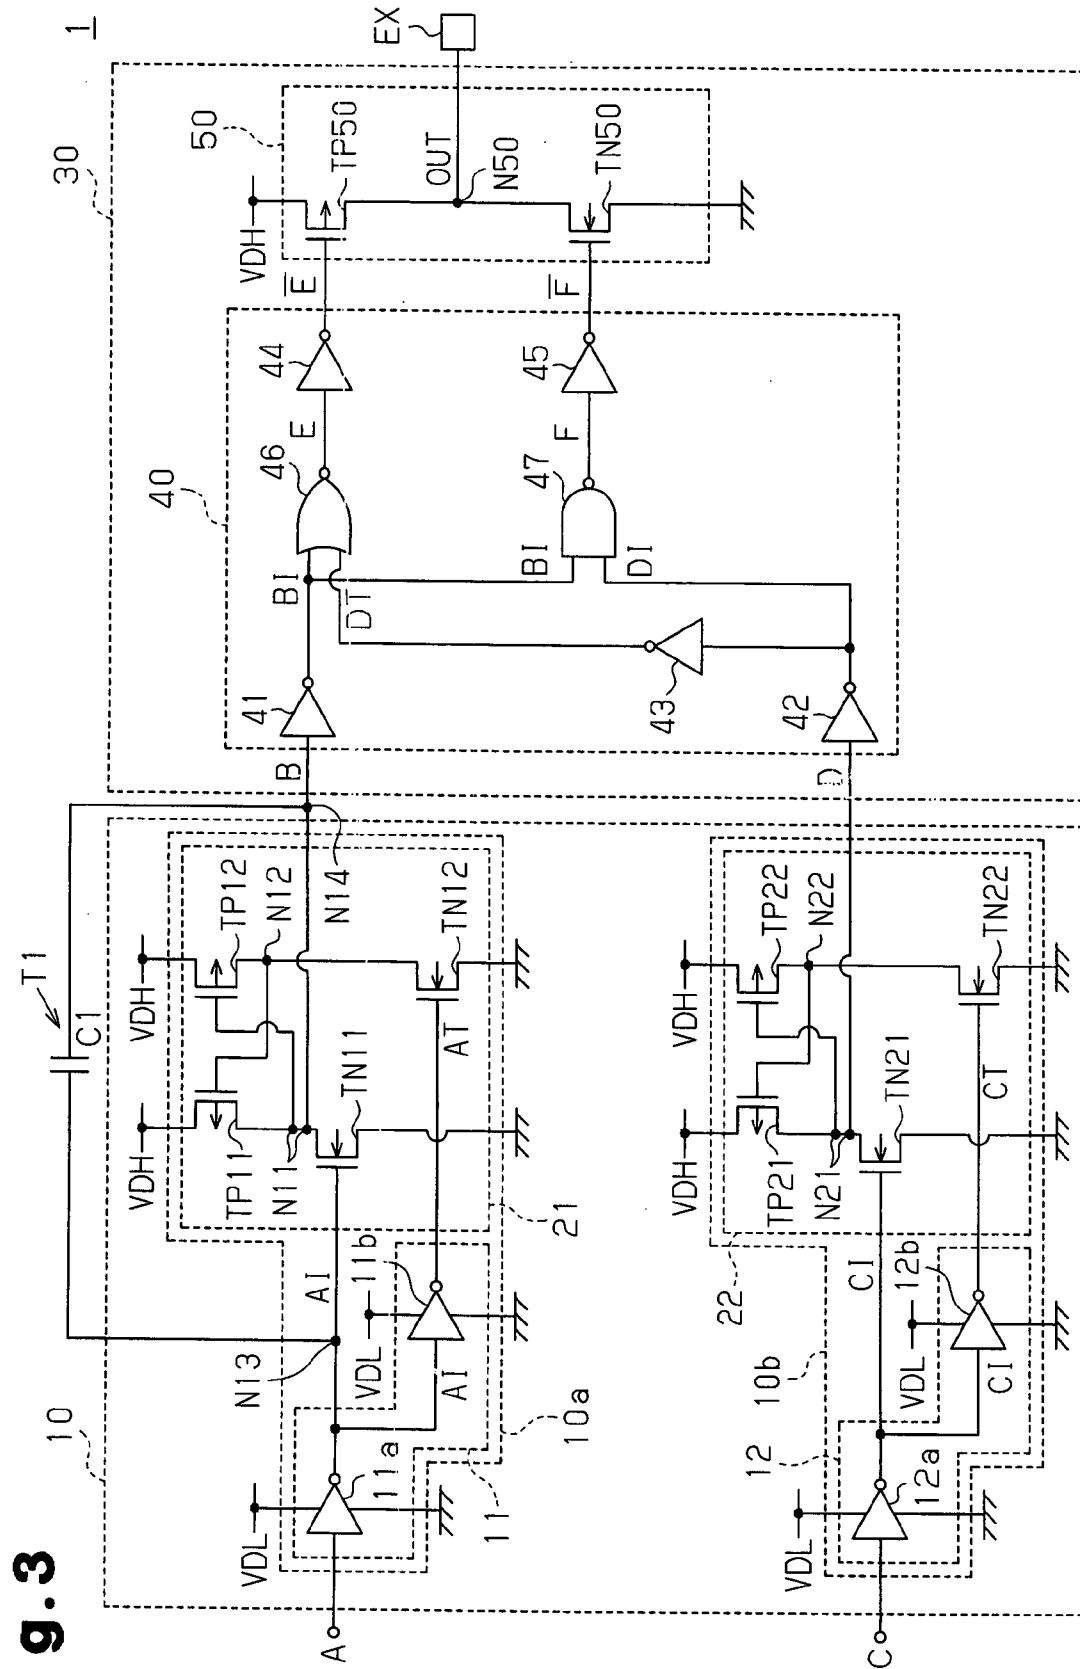 g.3
1
10
T1
C1
30
EX
VDH
VDH
TP11
TP12
N11
N12
TN11
TN12
N14
21
N13
AI
AI
AT
11b
VDL
VDL
11a
11
10a
A
B
41
BI
40
46
E
44
E
DT
BI
DI
47
F
45
F
43
42
D
50
VDH
TP50
OUT
N50
TN50
VDH
VDH
TP21
TP22
N21
N22
TN21
TN22
22
CI
CI
CT
12b
VDL
VDL
12a
12
10b
C